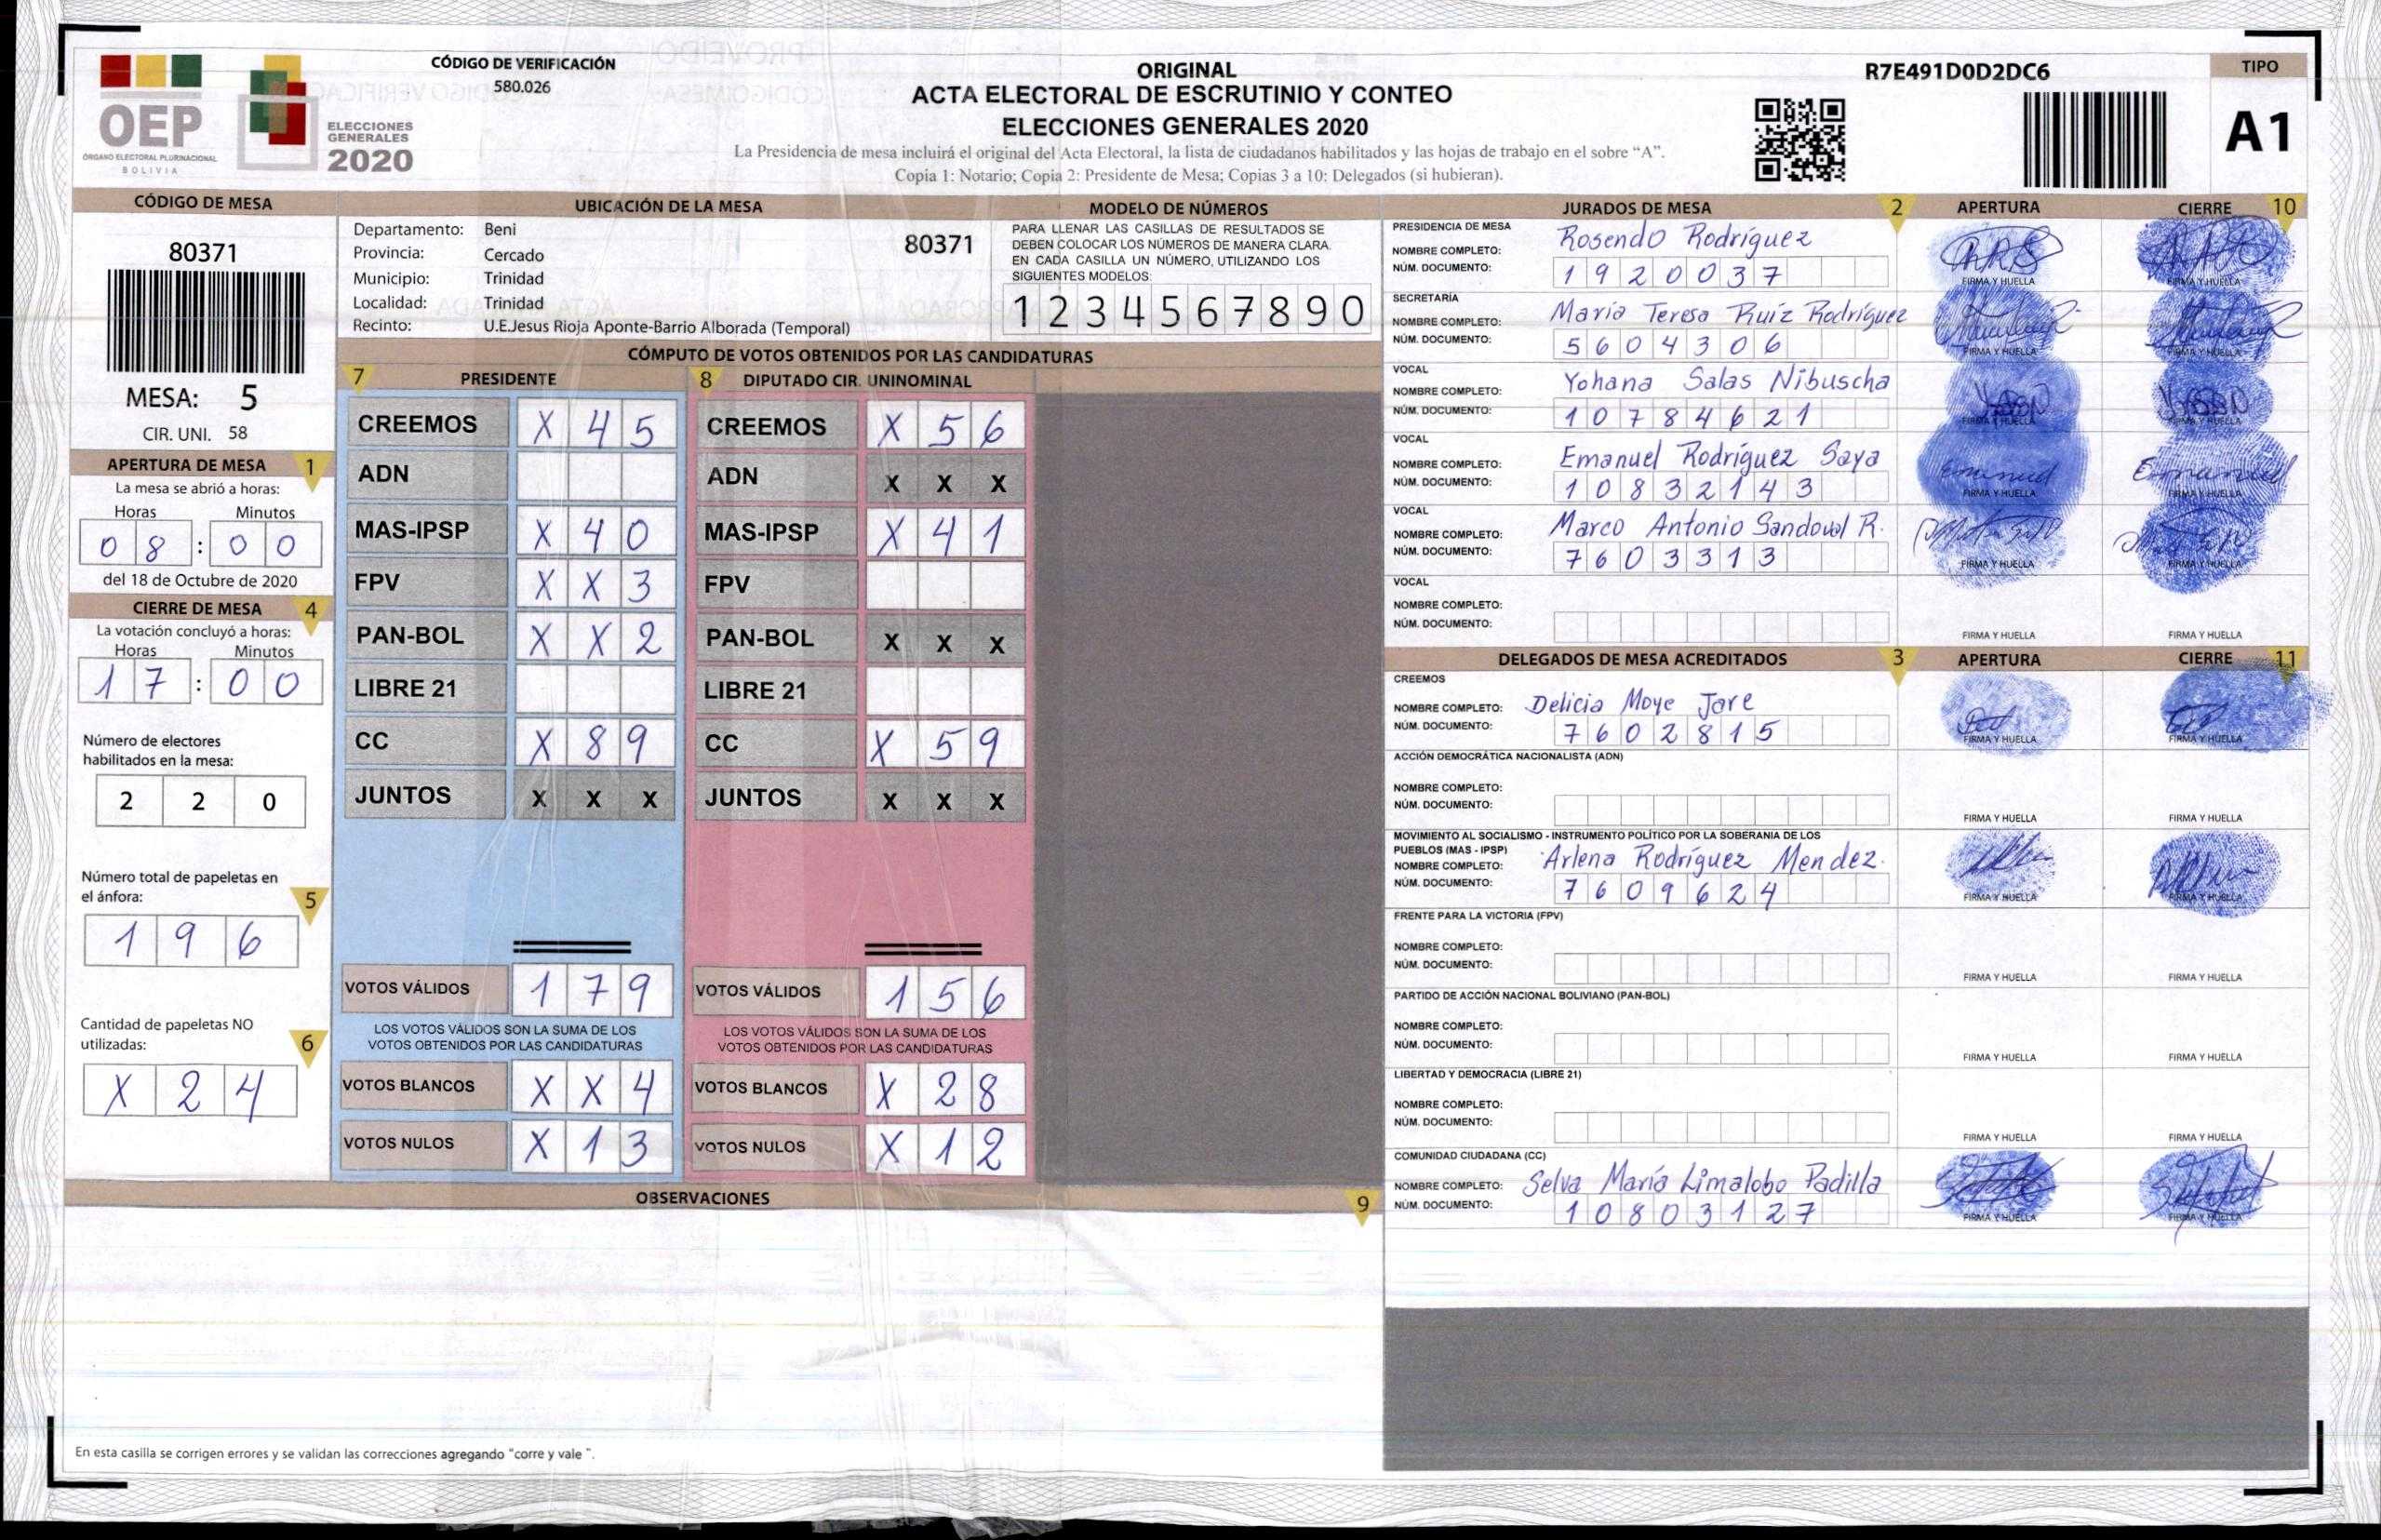 OEP
ÓRGANO ELECTORAL PLURINACIONAL
BOLIVIA
ELECCIONES
GENERALES
2020
CÓDIGO DE VERIFICACIÓN
580.026
ORIGINAL
ACTA ELECTORAL DE ESCRUTINIO Y CONTEO
ELECCIONES GENERALES 2020
La Presidencia de mesa incluirá el original del Acta Electoral, la lista de ciudadanos habilitados y las hojas de trabajo en el sobre “A”.
Copia 1: Notario; Copia 2: Presidente de Mesa; Copias 3 a 10: Delegados (si hubieran).
R7E491D0D2DC6
TIPO
A1
CÓDIGO DE MESA
80371
MESA: 5
CIR. UNI. 58
APERTURA DE MESA 1
La mesa se abrió a horas:
Horas Minutos
0 8 : 0 0
del 18 de Octubre de 2020
CIERRE DE MESA 4
La votación concluyó a horas:
Horas Minutos
1 7 : 0 0
Número de electores
habilitados en la mesa:
2 2 0
Número total de papeletas en
el ánfora: 5
1 9 6
Cantidad de papeletas NO
utilizadas: 6
X 2 4
UBICACIÓN DE LA MESA
Departamento: Beni
Provincia: Cercado
Municipio: Trinidad
Localidad: Trinidad
Recinto: U.E.Jesus Rioja Aponte-Barrio Alborada (Temporal)
80371
MODELO DE NÚMEROS
PARA LLENAR LAS CASILLAS DE RESULTADOS SE
DEBEN COLOCAR LOS NÚMEROS DE MANERA CLARA.
EN CADA CASILLA UN NÚMERO, UTILIZANDO LOS
SIGUIENTES MODELOS:
1 2 3 4 5 6 7 8 9 0
CÓMPUTO DE VOTOS OBTENIDOS POR LAS CANDIDATURAS
7 PRESIDENTE
CREEMOS X 4 5
ADN
MAS-IPSP X 4 0
FPV X X 3
PAN-BOL X X 2
LIBRE 21
CC X 8 9
JUNTOS X X X
VOTOS VÁLIDOS 1 7 9
LOS VOTOS VÁLIDOS SON LA SUMA DE LOS
VOTOS OBTENIDOS POR LAS CANDIDATURAS
VOTOS BLANCOS X X 4
VOTOS NULOS X 1 3
8 DIPUTADO CIR. UNINOMINAL
CREEMOS X 5 6
ADN X X X
MAS-IPSP X 4 1
FPV
PAN-BOL X X X
LIBRE 21
CC X 5 9
JUNTOS X X X
VOTOS VÁLIDOS 1 5 6
LOS VOTOS VÁLIDOS SON LA SUMA DE LOS
VOTOS OBTENIDOS POR LAS CANDIDATURAS
VOTOS BLANCOS X 2 8
VOTOS NULOS X 1 2
OBSERVACIONES 9
En esta casilla se corrigen errores y se validan las correcciones agregando "corre y vale ".
JURADOS DE MESA 2 APERTURA CIERRE 10
PRESIDENCIA DE MESA
NOMBRE COMPLETO: Rosendo Rodríguez
NÚM. DOCUMENTO: 1 9 2 0 0 3 7
FIRMA Y HUELLA FIRMA Y HUELLA
SECRETARÍA
NOMBRE COMPLETO: María Teresa Ruiz Rodríguez
NÚM. DOCUMENTO: 5 6 0 4 3 0 6
FIRMA Y HUELLA FIRMA Y HUELLA
VOCAL
NOMBRE COMPLETO: Yohana Salas Nibuscha
NÚM. DOCUMENTO: 1 0 7 8 4 6 2 1
FIRMA Y HUELLA FIRMA Y HUELLA
VOCAL
NOMBRE COMPLETO: Emanuel Rodríguez Saya
NÚM. DOCUMENTO: 1 0 8 3 2 1 4 3
Emanuel Emanuel
FIRMA Y HUELLA FIRMA Y HUELLA
VOCAL
NOMBRE COMPLETO: Marco Antonio Sandoval R.
NÚM. DOCUMENTO: 7 6 0 3 3 1 3
FIRMA Y HUELLA FIRMA Y HUELLA
VOCAL
NOMBRE COMPLETO:
NÚM. DOCUMENTO:
FIRMA Y HUELLA FIRMA Y HUELLA
DELEGADOS DE MESA ACREDITADOS 3 APERTURA CIERRE 11
CREEMOS
NOMBRE COMPLETO: Delicia Moye Jare
NÚM. DOCUMENTO: 7 6 0 2 8 1 5
FIRMA Y HUELLA FIRMA Y HUELLA
ACCIÓN DEMOCRÁTICA NACIONALISTA (ADN)
NOMBRE COMPLETO:
NÚM. DOCUMENTO:
FIRMA Y HUELLA FIRMA Y HUELLA
MOVIMIENTO AL SOCIALISMO - INSTRUMENTO POLÍTICO POR LA SOBERANIA DE LOS
PUEBLOS (MAS - IPSP)
NOMBRE COMPLETO: Arlena Rodríguez Mendez.
NÚM. DOCUMENTO: 7 6 0 9 6 2 4
FIRMA Y HUELLA FIRMA Y HUELLA
FRENTE PARA LA VICTORIA (FPV)
NOMBRE COMPLETO:
NÚM. DOCUMENTO:
FIRMA Y HUELLA FIRMA Y HUELLA
PARTIDO DE ACCIÓN NACIONAL BOLIVIANO (PAN-BOL)
NOMBRE COMPLETO:
NÚM. DOCUMENTO:
FIRMA Y HUELLA FIRMA Y HUELLA
LIBERTAD Y DEMOCRACIA (LIBRE 21)
NOMBRE COMPLETO:
NÚM. DOCUMENTO:
FIRMA Y HUELLA FIRMA Y HUELLA
COMUNIDAD CIUDADANA (CC)
NOMBRE COMPLETO: Selva María Limalobo Padilla
NÚM. DOCUMENTO: 1 0 8 0 3 1 2 7
FIRMA Y HUELLA FIRMA Y HUELLA